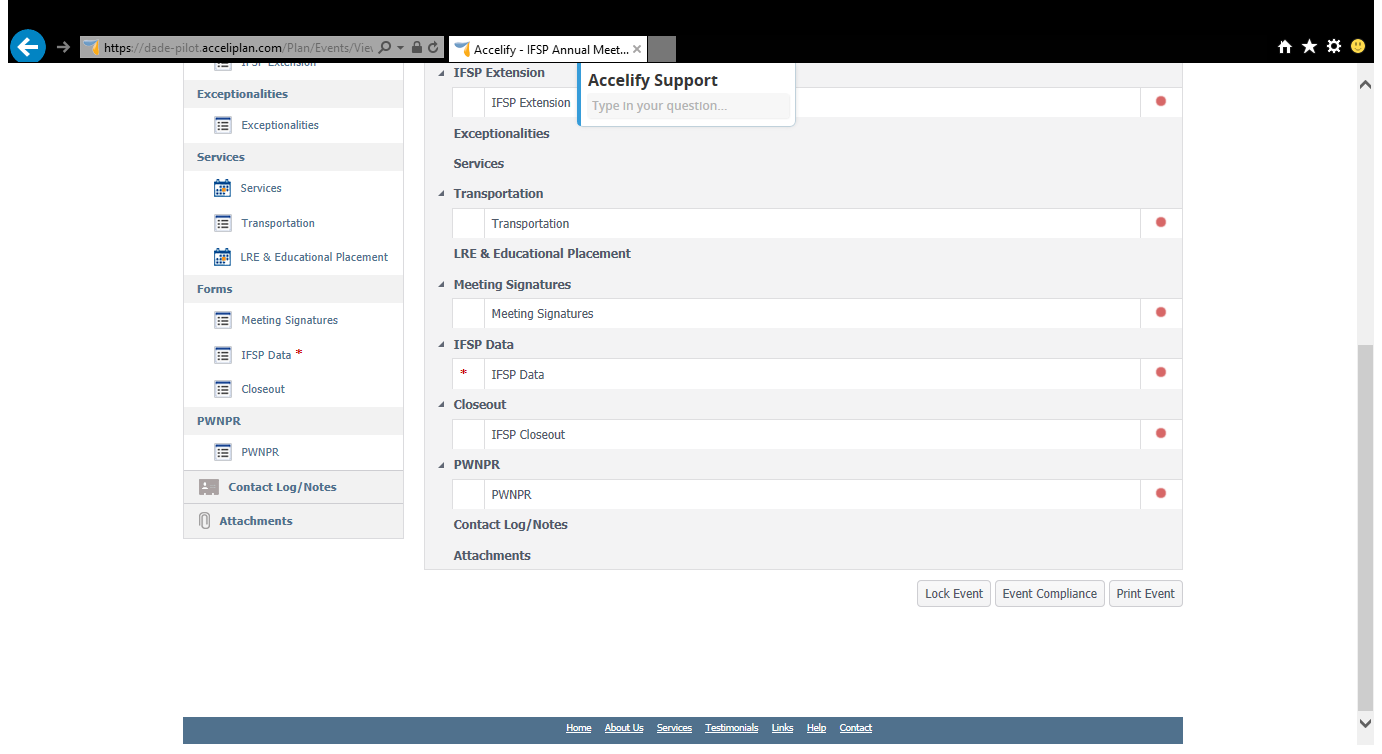 https://dade-pilot.acceliplan.com/Plan/Events/Vie
Accelify - IFSP Annual Meet...
IFSP Extension
Exceptionalities
Exceptionalities
Services
Services
Transportation
LRE & Educational Placement
Forms
Meeting Signatures
IFSP Data *
Closeout
PWNPR
PWNPR
Contact Log/Notes
Attachments
Accelify Support
Type in your question...
IFSP Extension
IFSP Extension
Exceptionalities
Services
Transportation
Transportation
LRE & Educational Placement
Meeting Signatures
Meeting Signatures
IFSP Data
* IFSP Data
Closeout
IFSP Closeout
PWNPR
PWNPR
Contact Log/Notes
Attachments
Lock Event Event Compliance Print Event
Home About Us Services Testimonials Links Help Contact